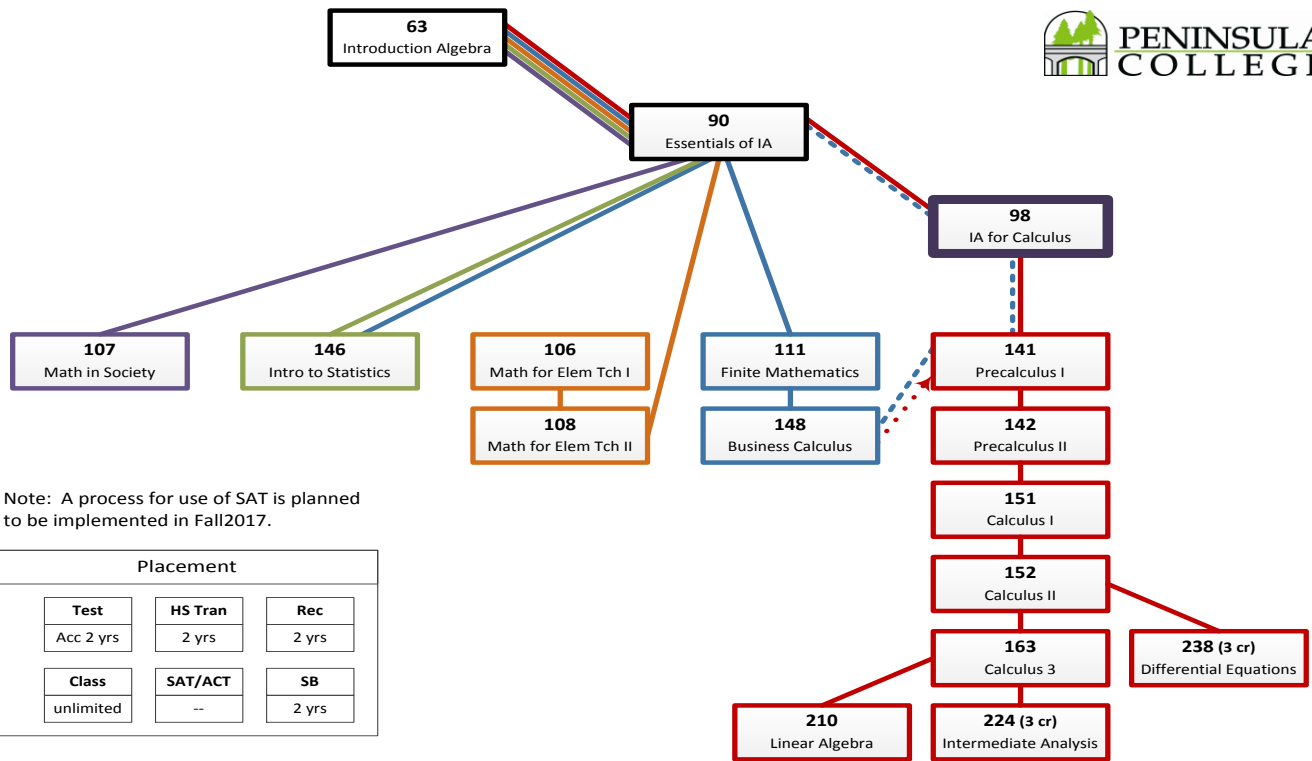 63
Introduction Algebra
PENINSULA
COLLEGE
90
Essentials of IA
98
IA for Calculus
107
Math in Society
146
Intro to Statistics
106
Math for Elem Tch I
111
Finite Mathematics
141
Precalculus I
108
Math for Elem Tch II
148
Business Calculus
142
Precalculus II
Note:  A process for use of SAT is planned
to be implemented in Fall2017.
151
Calculus I
152
Calculus II
163
Calculus 3
238 (3 cr)
Differential Equations
210
Linear Algebra
224 (3 cr)
Intermediate Analysis
Placement
Test
Acc 2 yrs
HS Tran
2 yrs
Rec
2 yrs
Class
unlimited
SAT/ACT
--
SB
2 yrs